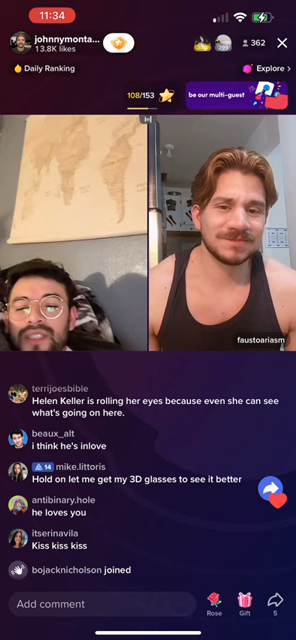 11:34
johnnymonta...
13.8K likes
299
362
Daily Ranking
Explore >
108/153
be our multi-guest
faustoariasm
terrijoesbible
Helen Keller is rolling her eyes because even she can see
what's going on here.
beaux_alt
i think he's inlove
14 mike.littoris
Hold on let me get my 3D glasses to see it better
antibinary.hole
he loves you
itserinavila
Kiss kiss kiss
bojacknicholson joined
Add comment
Rose
Gift
5